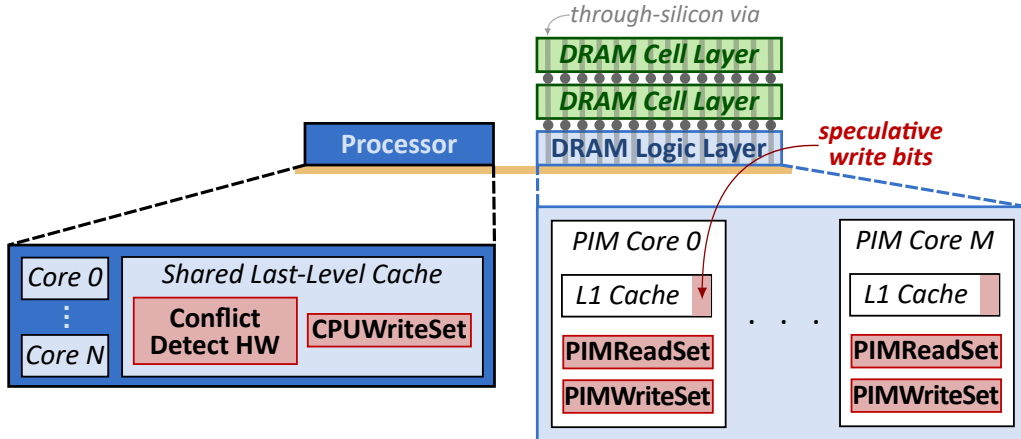 through-silicon via
DRAM Cell Layer
DRAM Cell Layer
Processor
DRAM Logic Layer
speculative
write bits
Core 0
Core N
Shared Last-Level Cache
Conflict
Detect HW
CPUWriteSet
PIM Core 0
L1 Cache
PIMReadSet
PIMWriteSet
. . .
PIM Core M
L1 Cache
PIMReadSet
PIMWriteSet